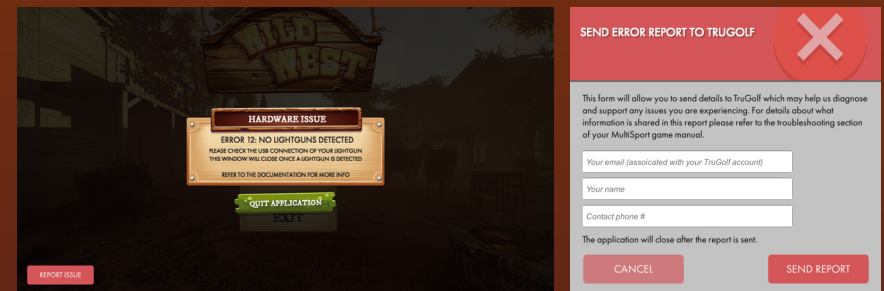 WILD
WEST
HARDWARE ISSUE
ERROR 12: NO LIGHTGUNS DETECTED
PLEASE CHECK THE USB CONNECTION OF YOUR LIGHTGUN
THIS WINDOW WILL CLOSE ONCE A LIGHTGUN IS DETECTED
REFER TO THE DOCUMENTATION FOR MORE INFO
QUIT APPLICATION
EXIT
REPORT ISSUE
SEND ERROR REPORT TO TRUGOLF
This form will allow you to send details to TruGolf which may help us diagnose
and support any issues you are experiencing. For details about what
information is shared in this report please refer to the troubleshooting section
of your MultiSport game manual.
Your email (assoicated with your TruGolf account)
Your name
Contact phone #
The application will close after the report is sent.
CANCEL
SEND REPORT